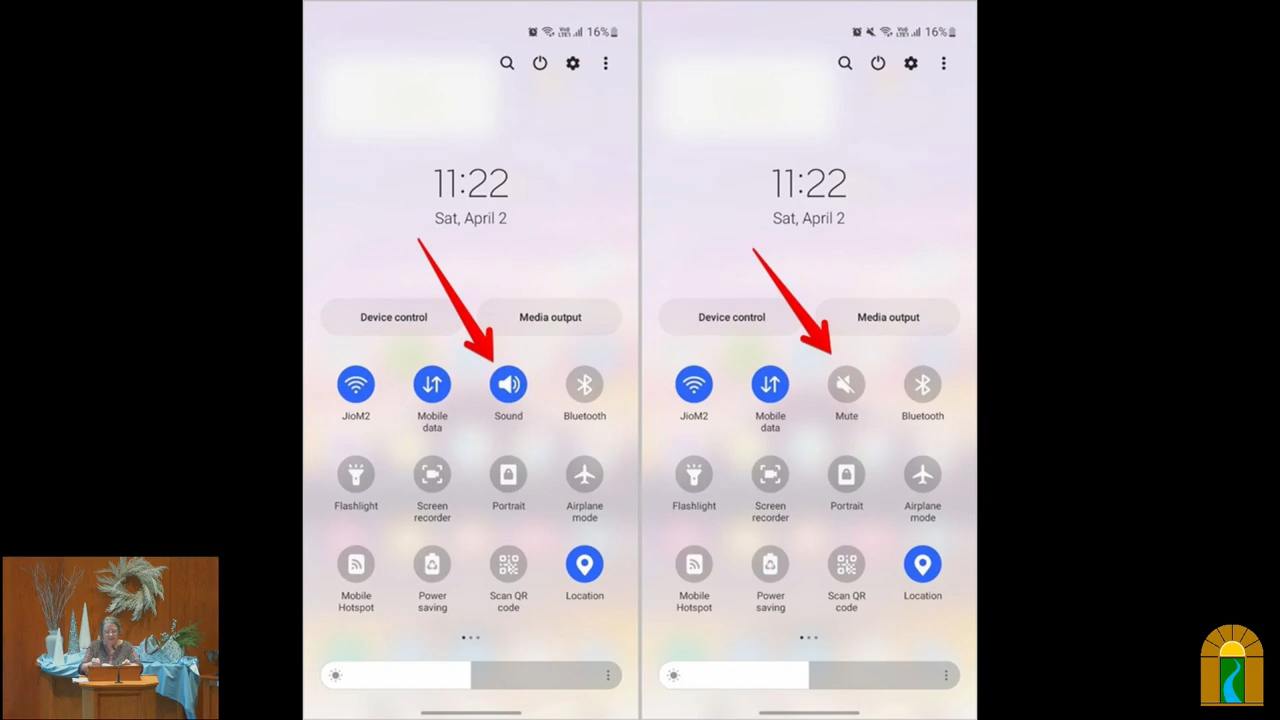 16%
11:22
Sat, April 2
Device control
Media output
JioM2
Mobile
data
Sound
Bluetooth
Flashlight
Screen
recorder
Portrait
Airplane
mode
Mobile
Hotspot
Power
saving
Scan QR
code
Location
16%
11:22
Sat, April 2
Device control
Media output
JioM2
Mobile
data
Mute
Bluetooth
Flashlight
Screen
recorder
Portrait
Airplane
mode
Mobile
Hotspot
Power
saving
Scan QR
code
Location